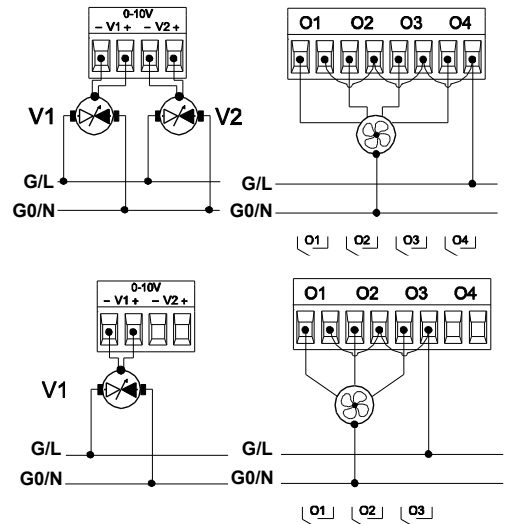 0-10V
– V1 + – V2 +
V1 V2
G/L
G0/N
O1 O2 O3 O4
G/L
G0/N
O1 O2 O3 O4
0-10V
– V1 + – V2 +
V1
G/L
G0/N
O1 O2 O3 O4
G/L
G0/N
O1 O2 O3